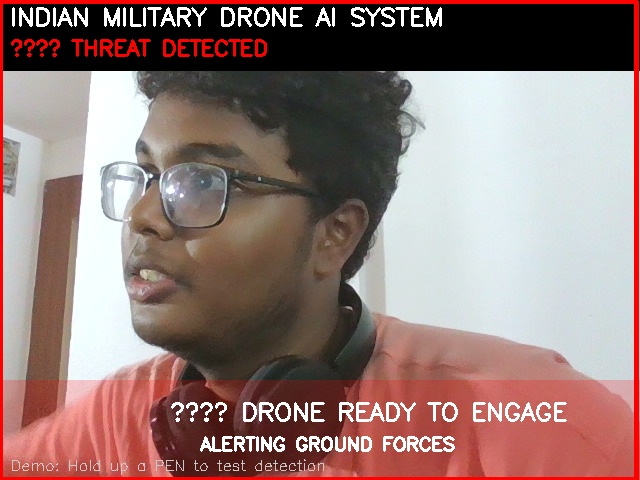 INDIAN MILITARY DRONE AI SYSTEM
???? THREAT DETECTED
???? DRONE READY TO ENGAGE
ALERTING GROUND FORCES
Demo: Hold up a PEN to test detection